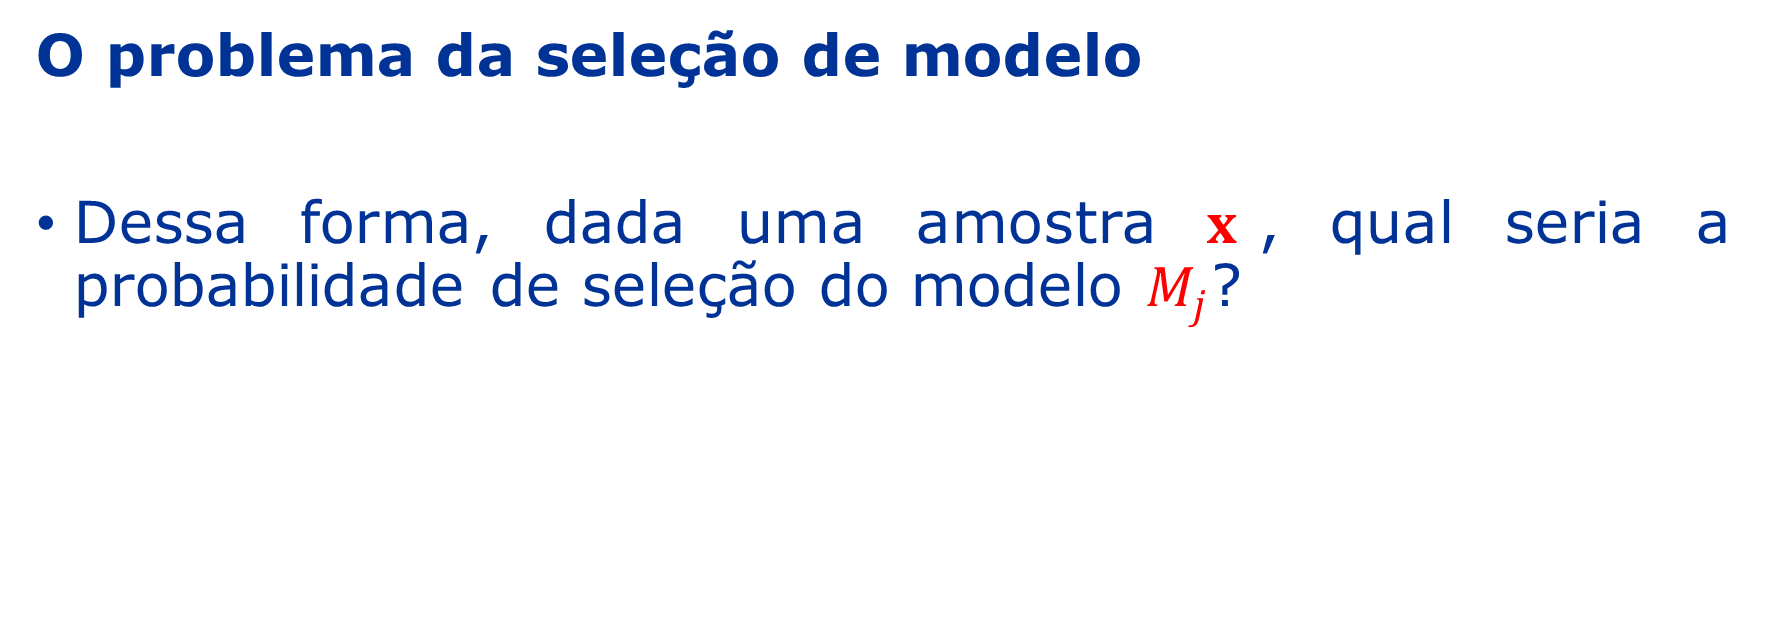 O problema da seleção de modelo
• Dessa forma, dada uma amostra x , qual seria a
probabilidade de seleção do modelo Mj?